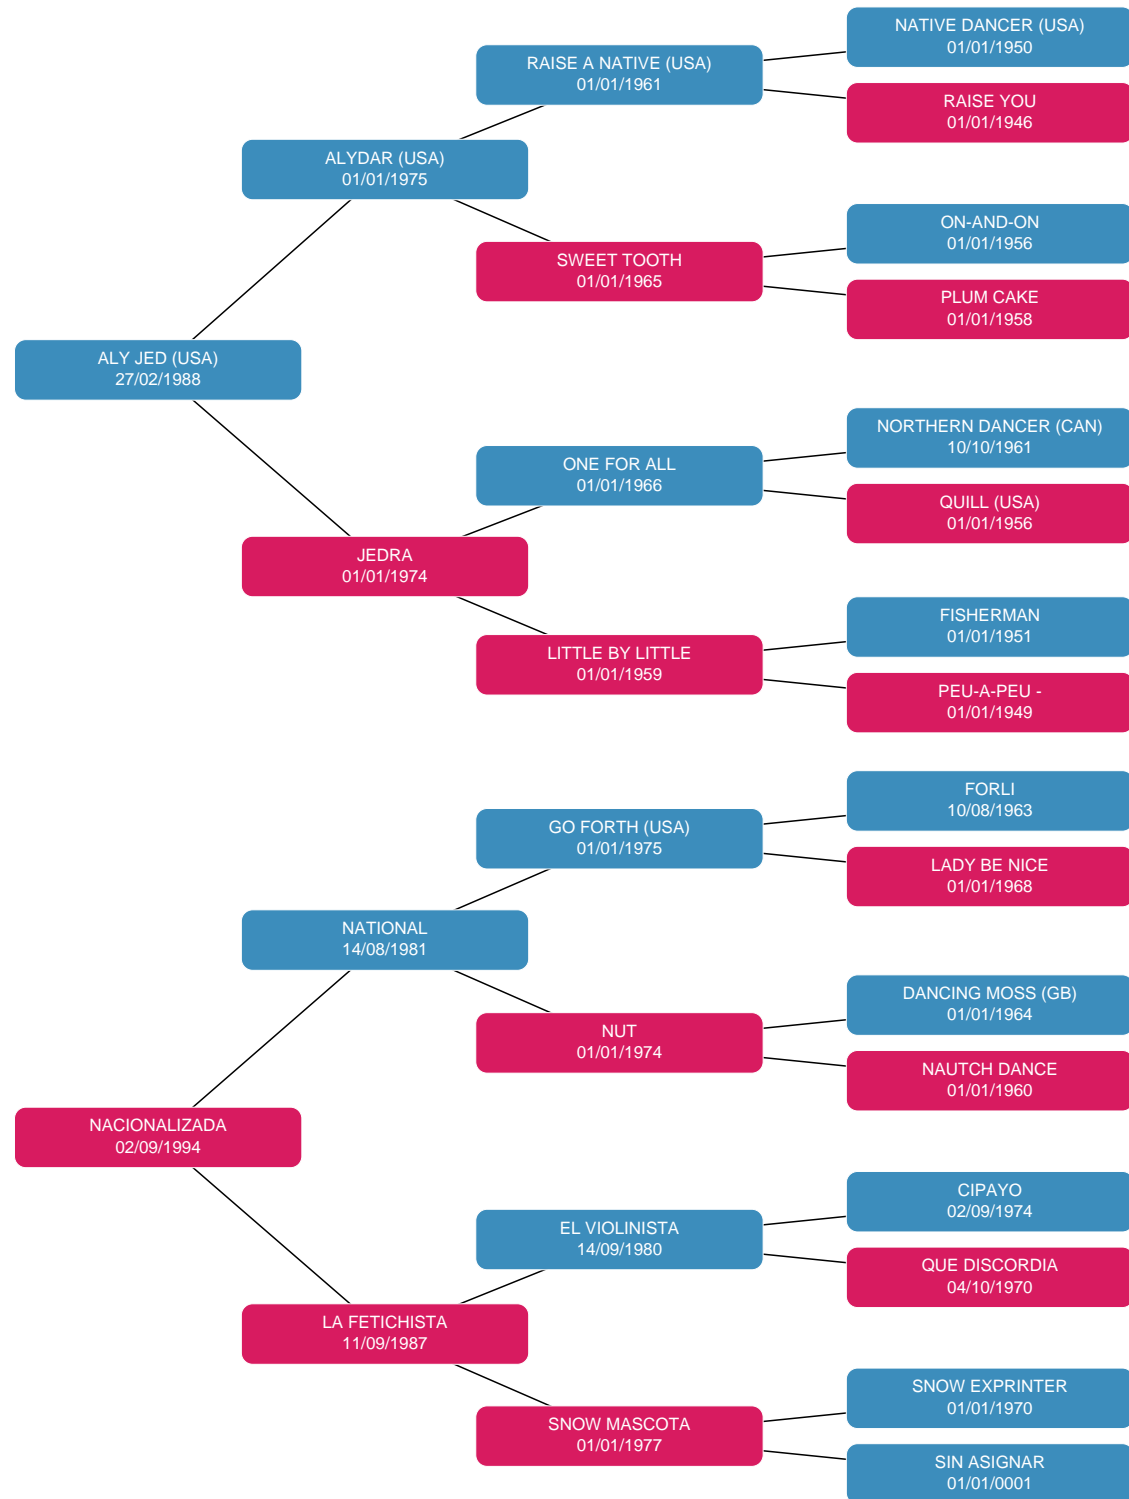 NATIVE DANCER (USA)
01/01/1950
RAISE A NATIVE (USA)
01/01/1961
RAISE YOU
01/01/1946
ALYDAR (USA)
01/01/1975
ON-AND-ON
01/01/1956
SWEET TOOTH
01/01/1965
PLUM CAKE
01/01/1958
ALY JED (USA)
27/02/1988
NORTHERN DANCER (CAN)
10/10/1961
ONE FOR ALL
01/01/1966
QUILL (USA)
01/01/1956
JEDRA
01/01/1974
FISHERMAN
01/01/1951
LITTLE BY LITTLE
01/01/1959
PEU-A-PEU -
01/01/1949
FORLI
10/08/1963
GO FORTH (USA)
01/01/1975
LADY BE NICE
01/01/1968
NATIONAL
14/08/1981
DANCING MOSS (GB)
01/01/1964
NUT
01/01/1974
NAUTCH DANCE
01/01/1960
NACIONALIZADA
02/09/1994
CIPAYO
02/09/1974
EL VIOLINISTA
14/09/1980
QUE DISCORDIA
04/10/1970
LA FETICHISTA
11/09/1987
SNOW EXPRINTER
01/01/1970
SNOW MASCOTA
01/01/1977
SIN ASIGNAR
01/01/0001